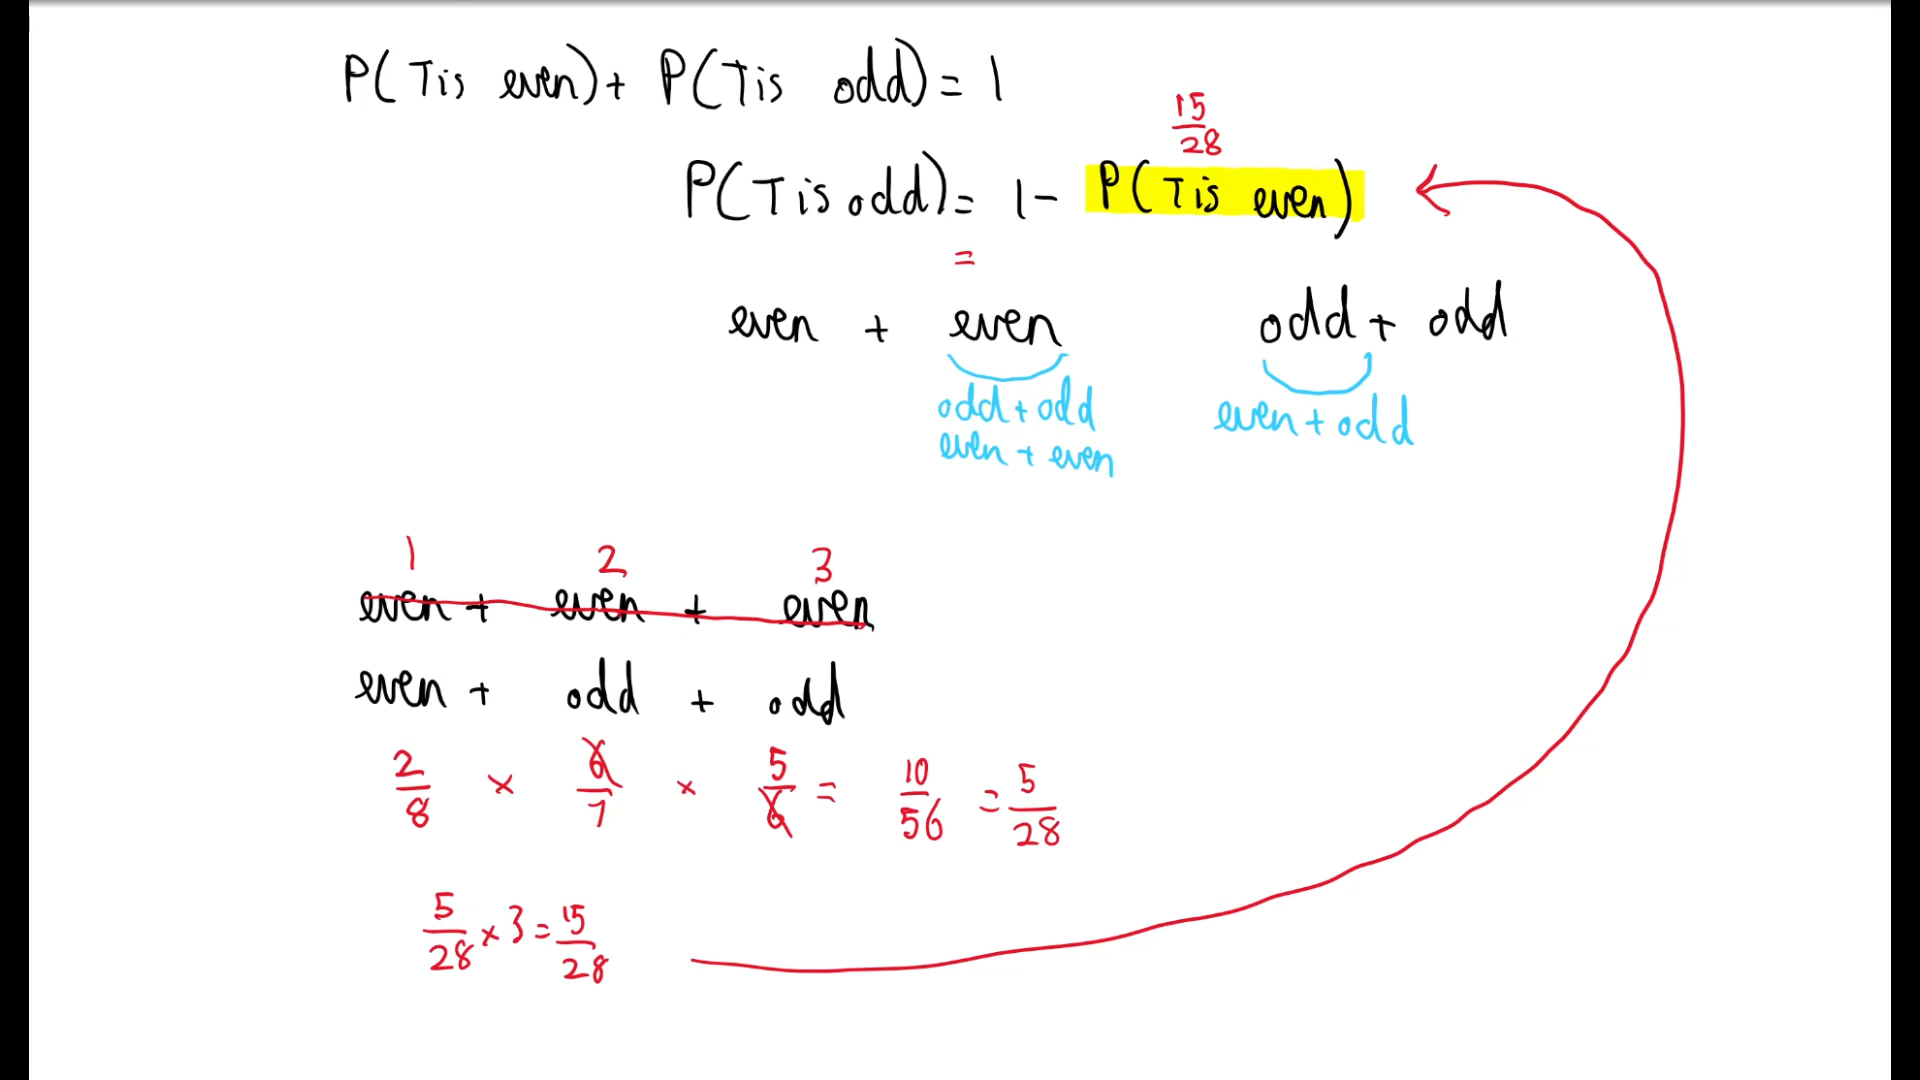 P(T is even) + P(T is odd) = 1
15/28
P(T is odd) = 1 - P(T is even)
=
even + even odd + odd
odd + odd even + odd
even + even
1 2 3
even + even + even
even + odd + odd
2/8 × 6/7 × 5/6 = 10/56 = 5/28
5/28 × 3 = 15/28